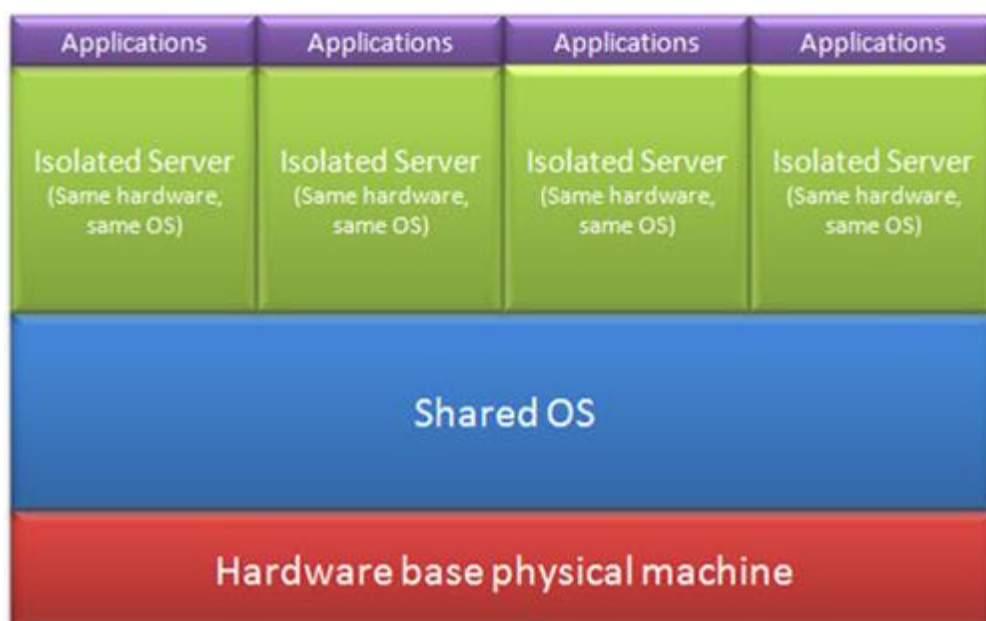 Applications Applications Applications Applications
Isolated Server Isolated Server Isolated Server Isolated Server
(Same hardware, (Same hardware, (Same hardware, (Same hardware,
same OS) same OS) same OS) same OS)
Shared OS
Hardware base physical machine